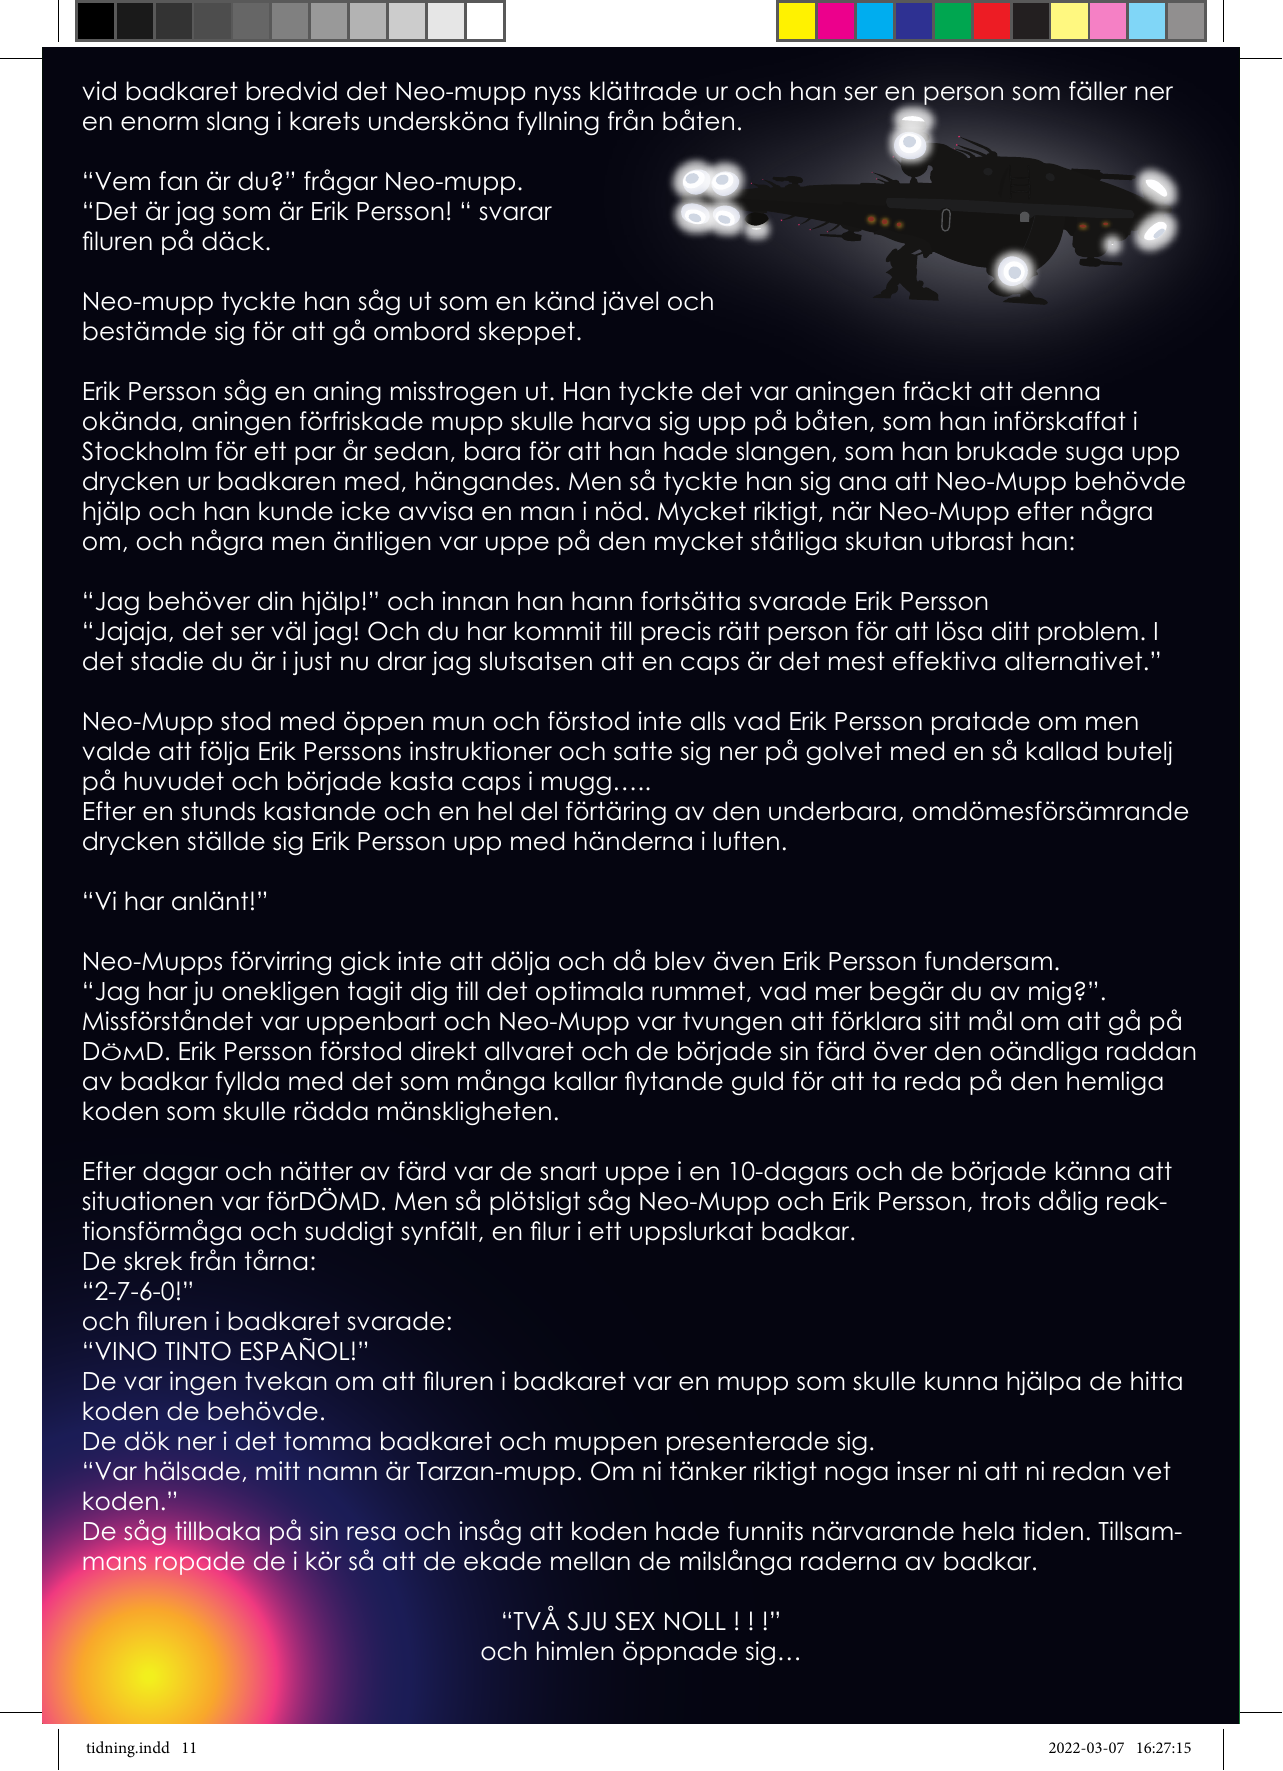 vid badkaret bredvid det Neo-mupp nyss klättrade ur och han ser en person som fäller ner
en enorm slang i karets undersköna fyllning från båten.
“Vem fan är du?” frågar Neo-mupp.
“Det är jag som är Erik Persson! “ svarar
filuren på däck.
Neo-mupp tyckte han såg ut som en känd jävel och
bestämde sig för att gå ombord skeppet.
Erik Persson såg en aning misstrogen ut. Han tyckte det var aningen fräckt att denna
okända, aningen förfriskade mupp skulle harva sig upp på båten, som han införskaffat i
Stockholm för ett par år sedan, bara för att han hade slangen, som han brukade suga upp
drycken ur badkaren med, hängandes. Men så tyckte han sig ana att Neo-Mupp behövde
hjälp och han kunde icke avvisa en man i nöd. Mycket riktigt, när Neo-Mupp efter några
om, och några men äntligen var uppe på den mycket ståtliga skutan utbrast han:
“Jag behöver din hjälp!” och innan han hann fortsätta svarade Erik Persson
“Jajaja, det ser väl jag! Och du har kommit till precis rätt person för att lösa ditt problem. I
det stadie du är i just nu drar jag slutsatsen att en caps är det mest effektiva alternativet.”
Neo-Mupp stod med öppen mun och förstod inte alls vad Erik Persson pratade om men
valde att följa Erik Perssons instruktioner och satte sig ner på golvet med en så kallad butelj
på huvudet och började kasta caps i mugg…..
Efter en stunds kastande och en hel del förtäring av den underbara, omdömesförsämrande
drycken ställde sig Erik Persson upp med händerna i luften.
“Vi har anlänt!”
Neo-Mupps förvirring gick inte att dölja och då blev även Erik Persson fundersam.
“Jag har ju onekligen tagit dig till det optimala rummet, vad mer begär du av mig?”.
Missförståndet var uppenbart och Neo-Mupp var tvungen att förklara sitt mål om att gå på
DÖMD. Erik Persson förstod direkt allvaret och de började sin färd över den oändliga raddan
av badkar fyllda med det som många kallar flytande guld för att ta reda på den hemliga
koden som skulle rädda mänskligheten.
Efter dagar och nätter av färd var de snart uppe i en 10-dagars och de började känna att
situationen var förDÖMD. Men så plötsligt såg Neo-Mupp och Erik Persson, trots dålig reak-
tionsförmåga och suddigt synfält, en filur i ett uppslurkat badkar.
De skrek från tårna:
“2-7-6-0!”
och filuren i badkaret svarade:
“VINO TINTO ESPAÑOL!”
De var ingen tvekan om att filuren i badkaret var en mupp som skulle kunna hjälpa de hitta
koden de behövde.
De dök ner i det tomma badkaret och muppen presenterade sig.
“Var hälsade, mitt namn är Tarzan-mupp. Om ni tänker riktigt noga inser ni att ni redan vet
koden.”
De såg tillbaka på sin resa och insåg att koden hade funnits närvarande hela tiden. Tillsam-
mans ropade de i kör så att de ekade mellan de milslånga raderna av badkar.
“TVÅ SJU SEX NOLL ! ! !”
och himlen öppnade sig…
tidning.indd 11
2022-03-07 16:27:15